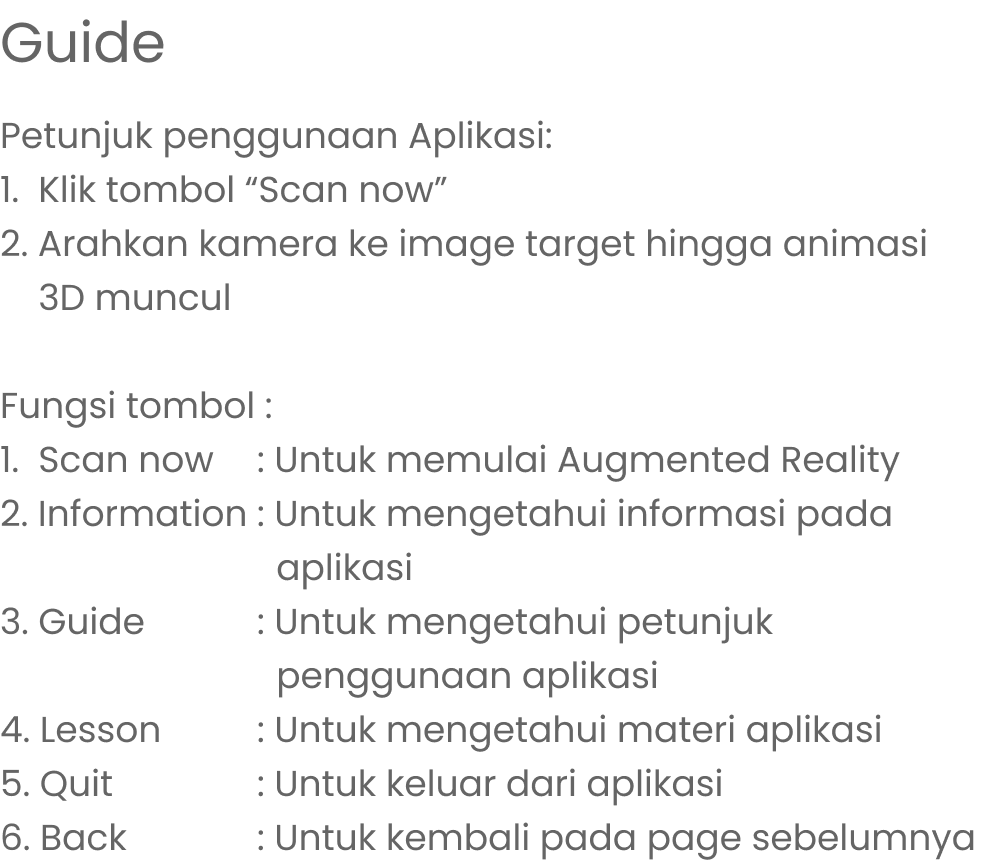 Guide
Petunjuk penggunaan Aplikasi:
1. Klik tombol “Scan now”
2. Arahkan kamera ke image target hingga animasi
3D muncul
Fungsi tombol :
1. Scan now : Untuk memulai Augmented Reality
2. Information : Untuk mengetahui informasi pada
aplikasi
3. Guide : Untuk mengetahui petunjuk
penggunaan aplikasi
4. Lesson : Untuk mengetahui materi aplikasi
5. Quit : Untuk keluar dari aplikasi
6. Back : Untuk kembali pada page sebelumnya